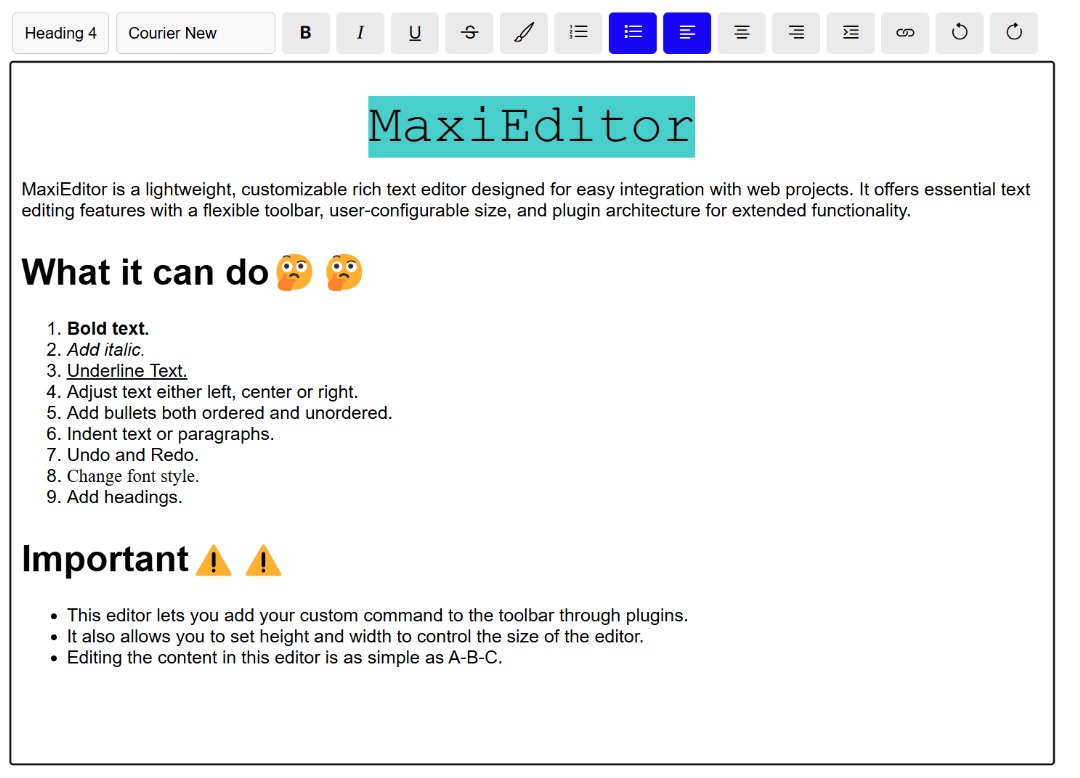 Heading 4 Courier New B I U S
MaxiEditor
MaxiEditor is a lightweight, customizable rich text editor designed for easy integration with web projects. It offers essential text
editing features with a flexible toolbar, user-configurable size, and plugin architecture for extended functionality.
What it can do🤔 🤔
1. Bold text.
2. Add italic.
3. Underline Text.
4. Adjust text either left, center or right.
5. Add bullets both ordered and unordered.
6. Indent text or paragraphs.
7. Undo and Redo.
8. Change font style.
9. Add headings.
Important⚠️ ⚠️
• This editor lets you add your custom command to the toolbar through plugins.
• It also allows you to set height and width to control the size of the editor.
• Editing the content in this editor is as simple as A-B-C.